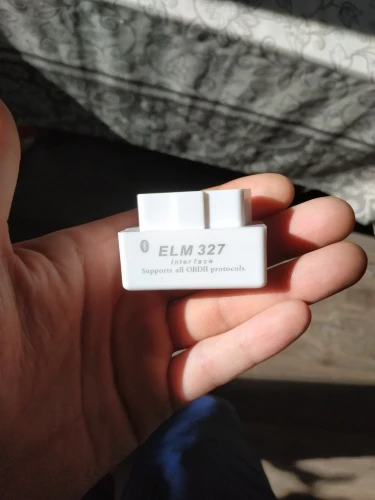 ELM 327
Interface
Supports all OBDII protocols.